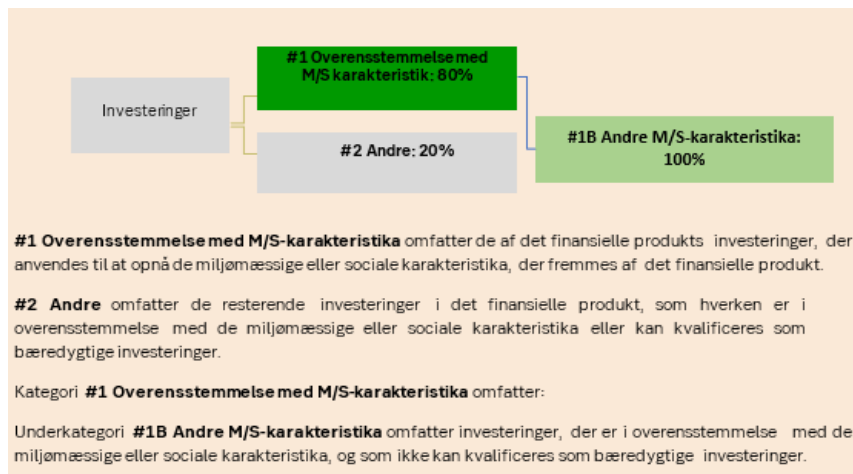 #1 Overensstemmelse med
M/S karakteristik: 80%
Investeringer
#2 Andre: 20%
#1B Andre M/S-karakteristika:
100%
#1 Overensstemmelse med M/S-karakteristika omfatter de af det finansielle produkts investeringer, der
anvendes til at opnå de miljømæssige eller sociale karakteristika, der fremmes af det finansielle produkt.
#2 Andre omfatter de resterende investeringer i det finansielle produkt, som hverken er i
overensstemmelse med de miljømæssige eller sociale karakteristika eller kan kvalificeres som
bæredygtige investeringer.
Kategori #1 Overensstemmelse med M/S-karakteristika omfatter:
Underkategori #1B Andre M/S-karakteristika omfatter investeringer, der er i overensstemmelse med de
miljømæssige eller sociale karakteristika, og som ikke kan kvalificeres som bæredygtige investeringer.